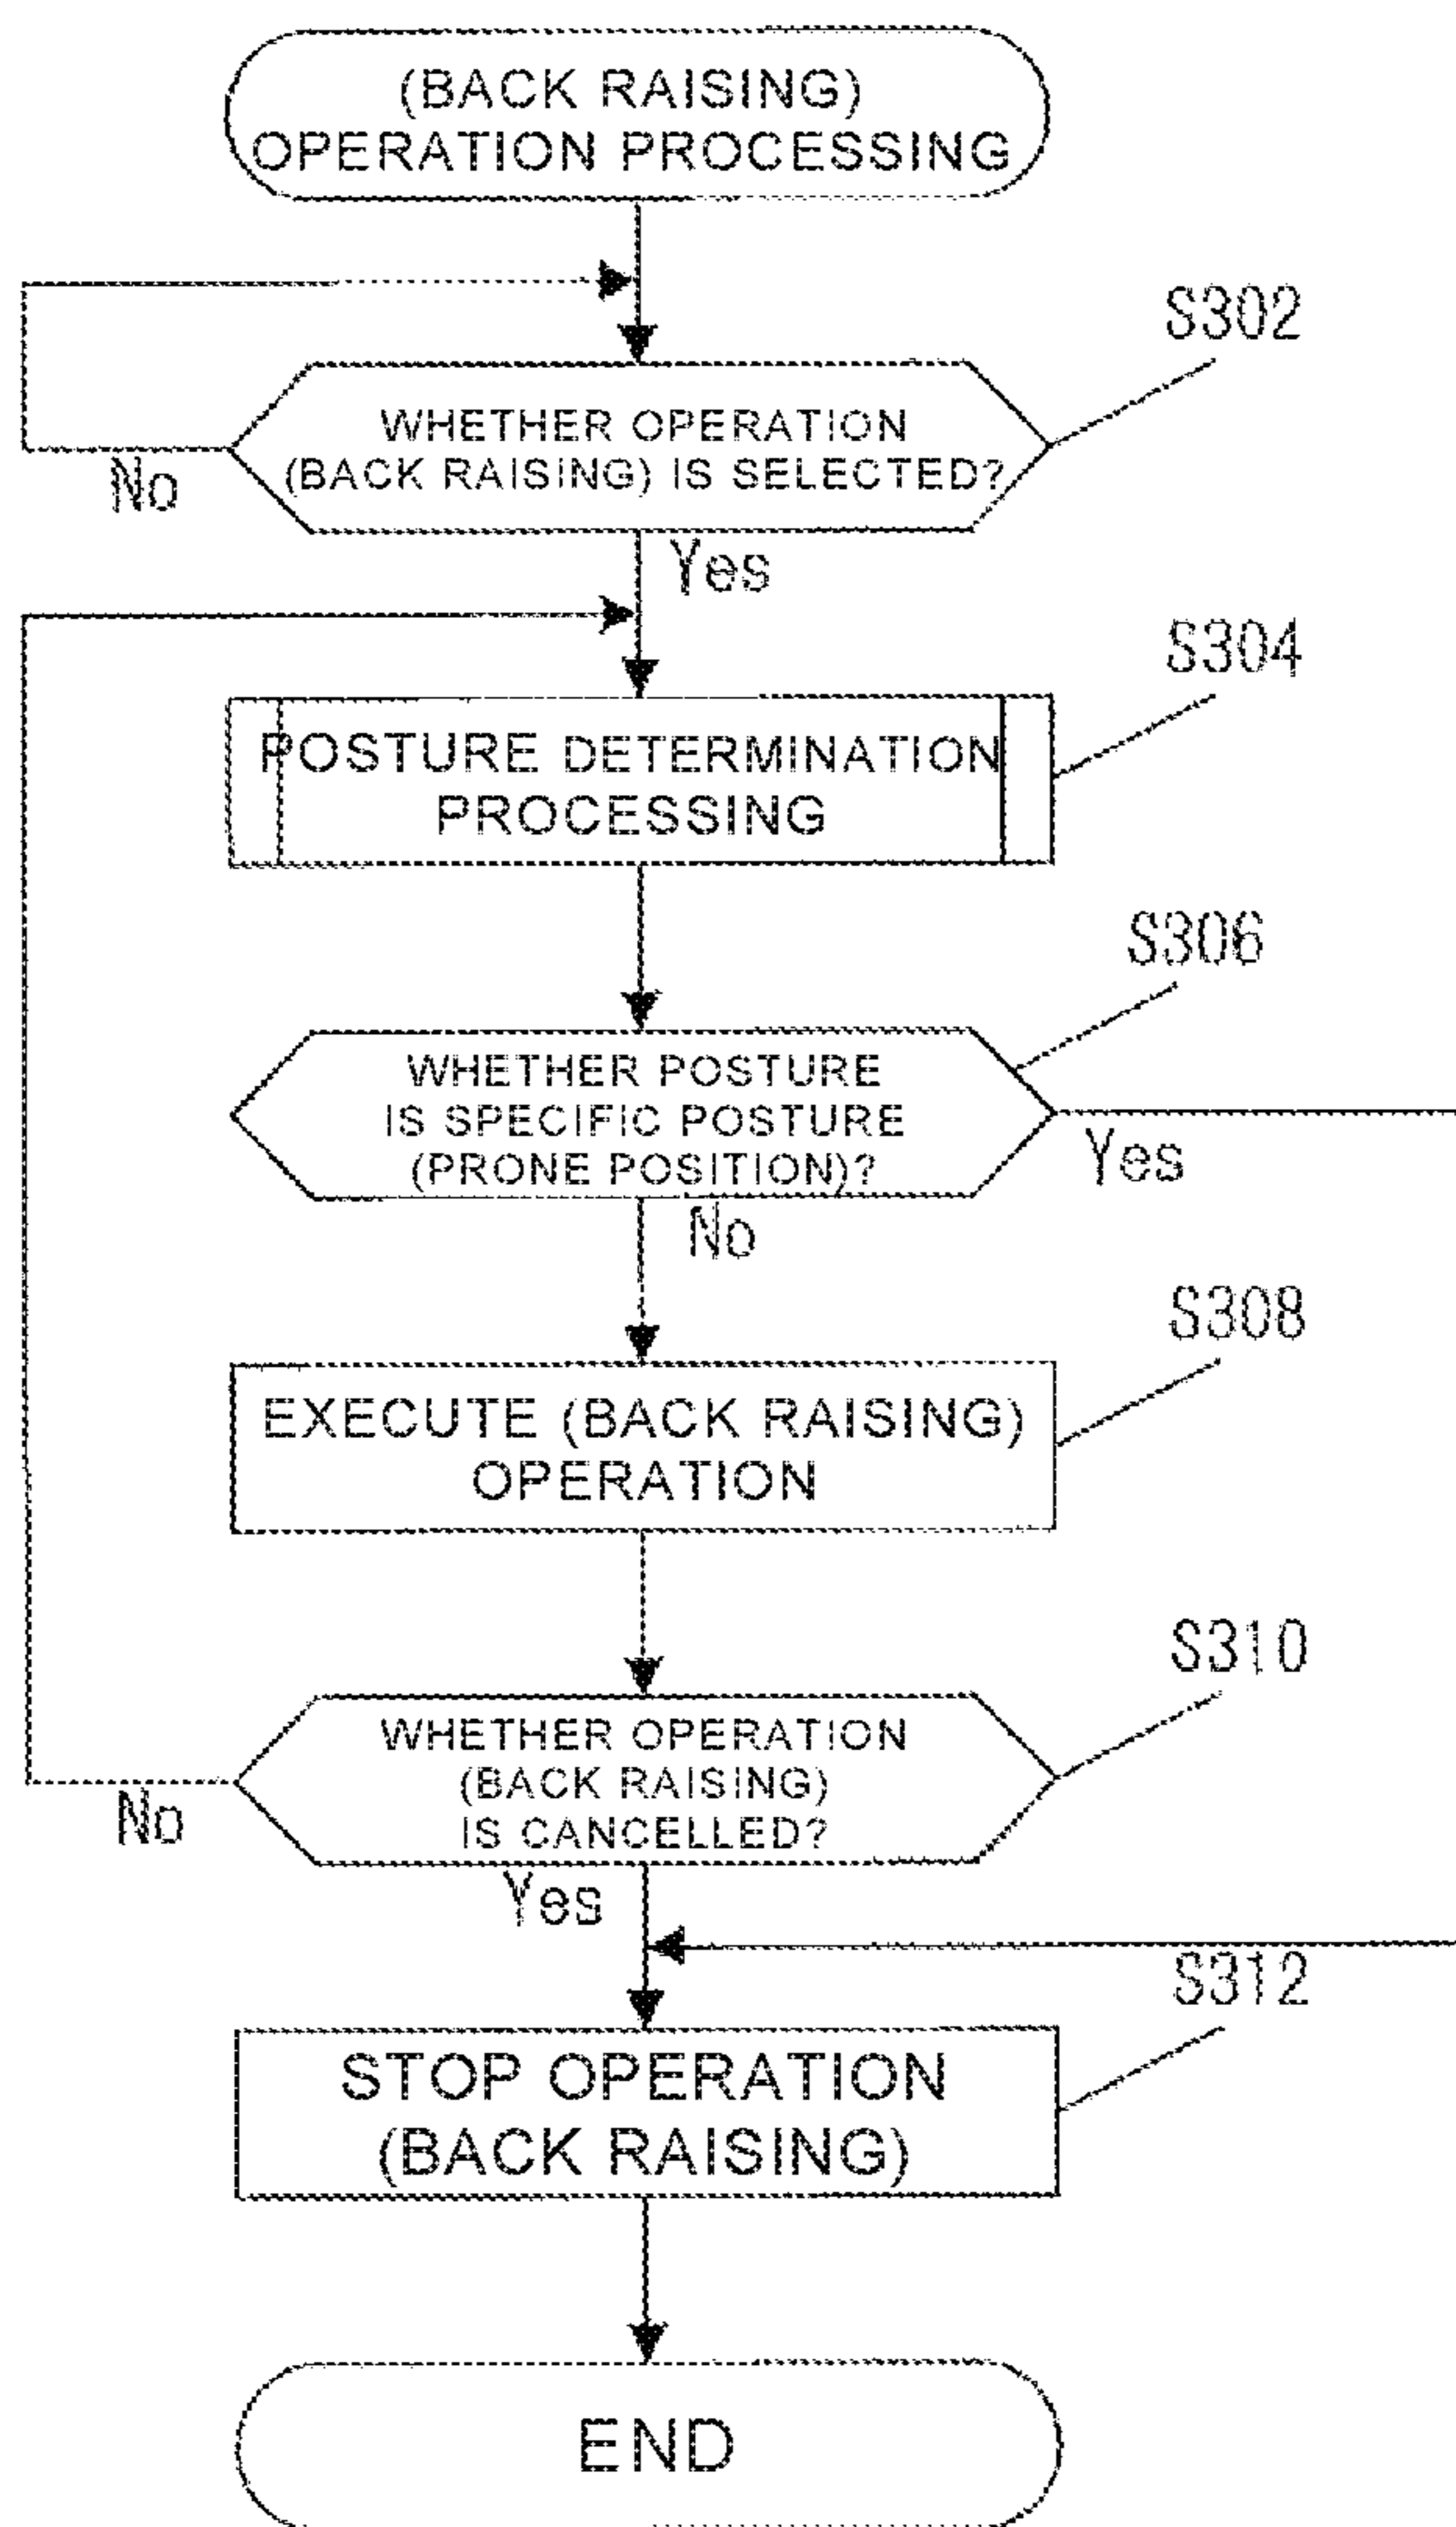 (BACK RAISING)
OPERATION PROCESSING
S302
WHETHER OPERATION
(BACK RAISING) IS SELECTED?
No
Yes
S304
POSTURE DETERMINATION
PROCESSING
S306
WHETHER POSTURE
IS SPECIFIC POSTURE
(PRONE POSITION)?
Yes
No
S308
EXECUTE (BACK RAISING)
OPERATION
S310
WHETHER OPERATION
(BACK RAISING)
IS CANCELLED?
No
Yes
S312
STOP OPERATION
(BACK RAISING)
END